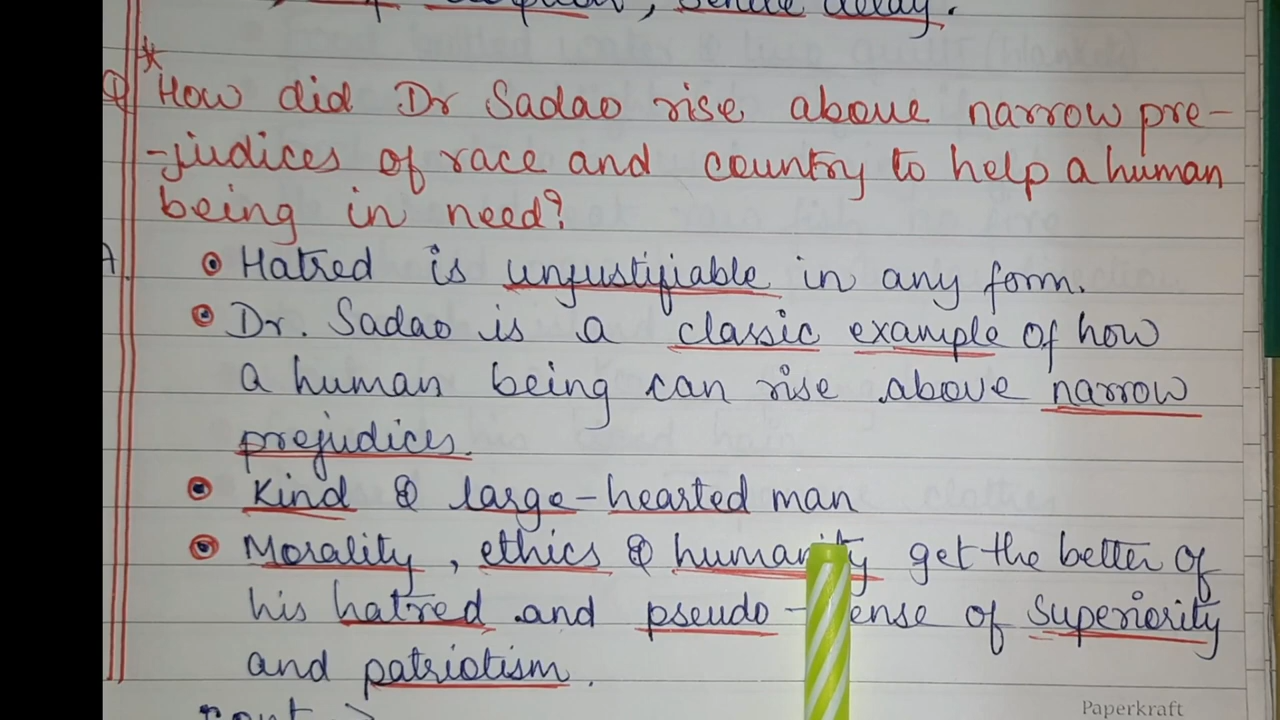 , senile delay.
Q* How did Dr Sadao rise above narrow pre-
-judices of race and country to help a human
being in need?
A. • Hatred is unjustifiable in any form.
• Dr. Sadao is a classic example of how
a human being can rise above narrow
prejudices.
• Kind & large-hearted man
• Morality, ethics & humanity get the better of
his hatred and pseudo-ense of superiority
and patriotism.
Paperkraft